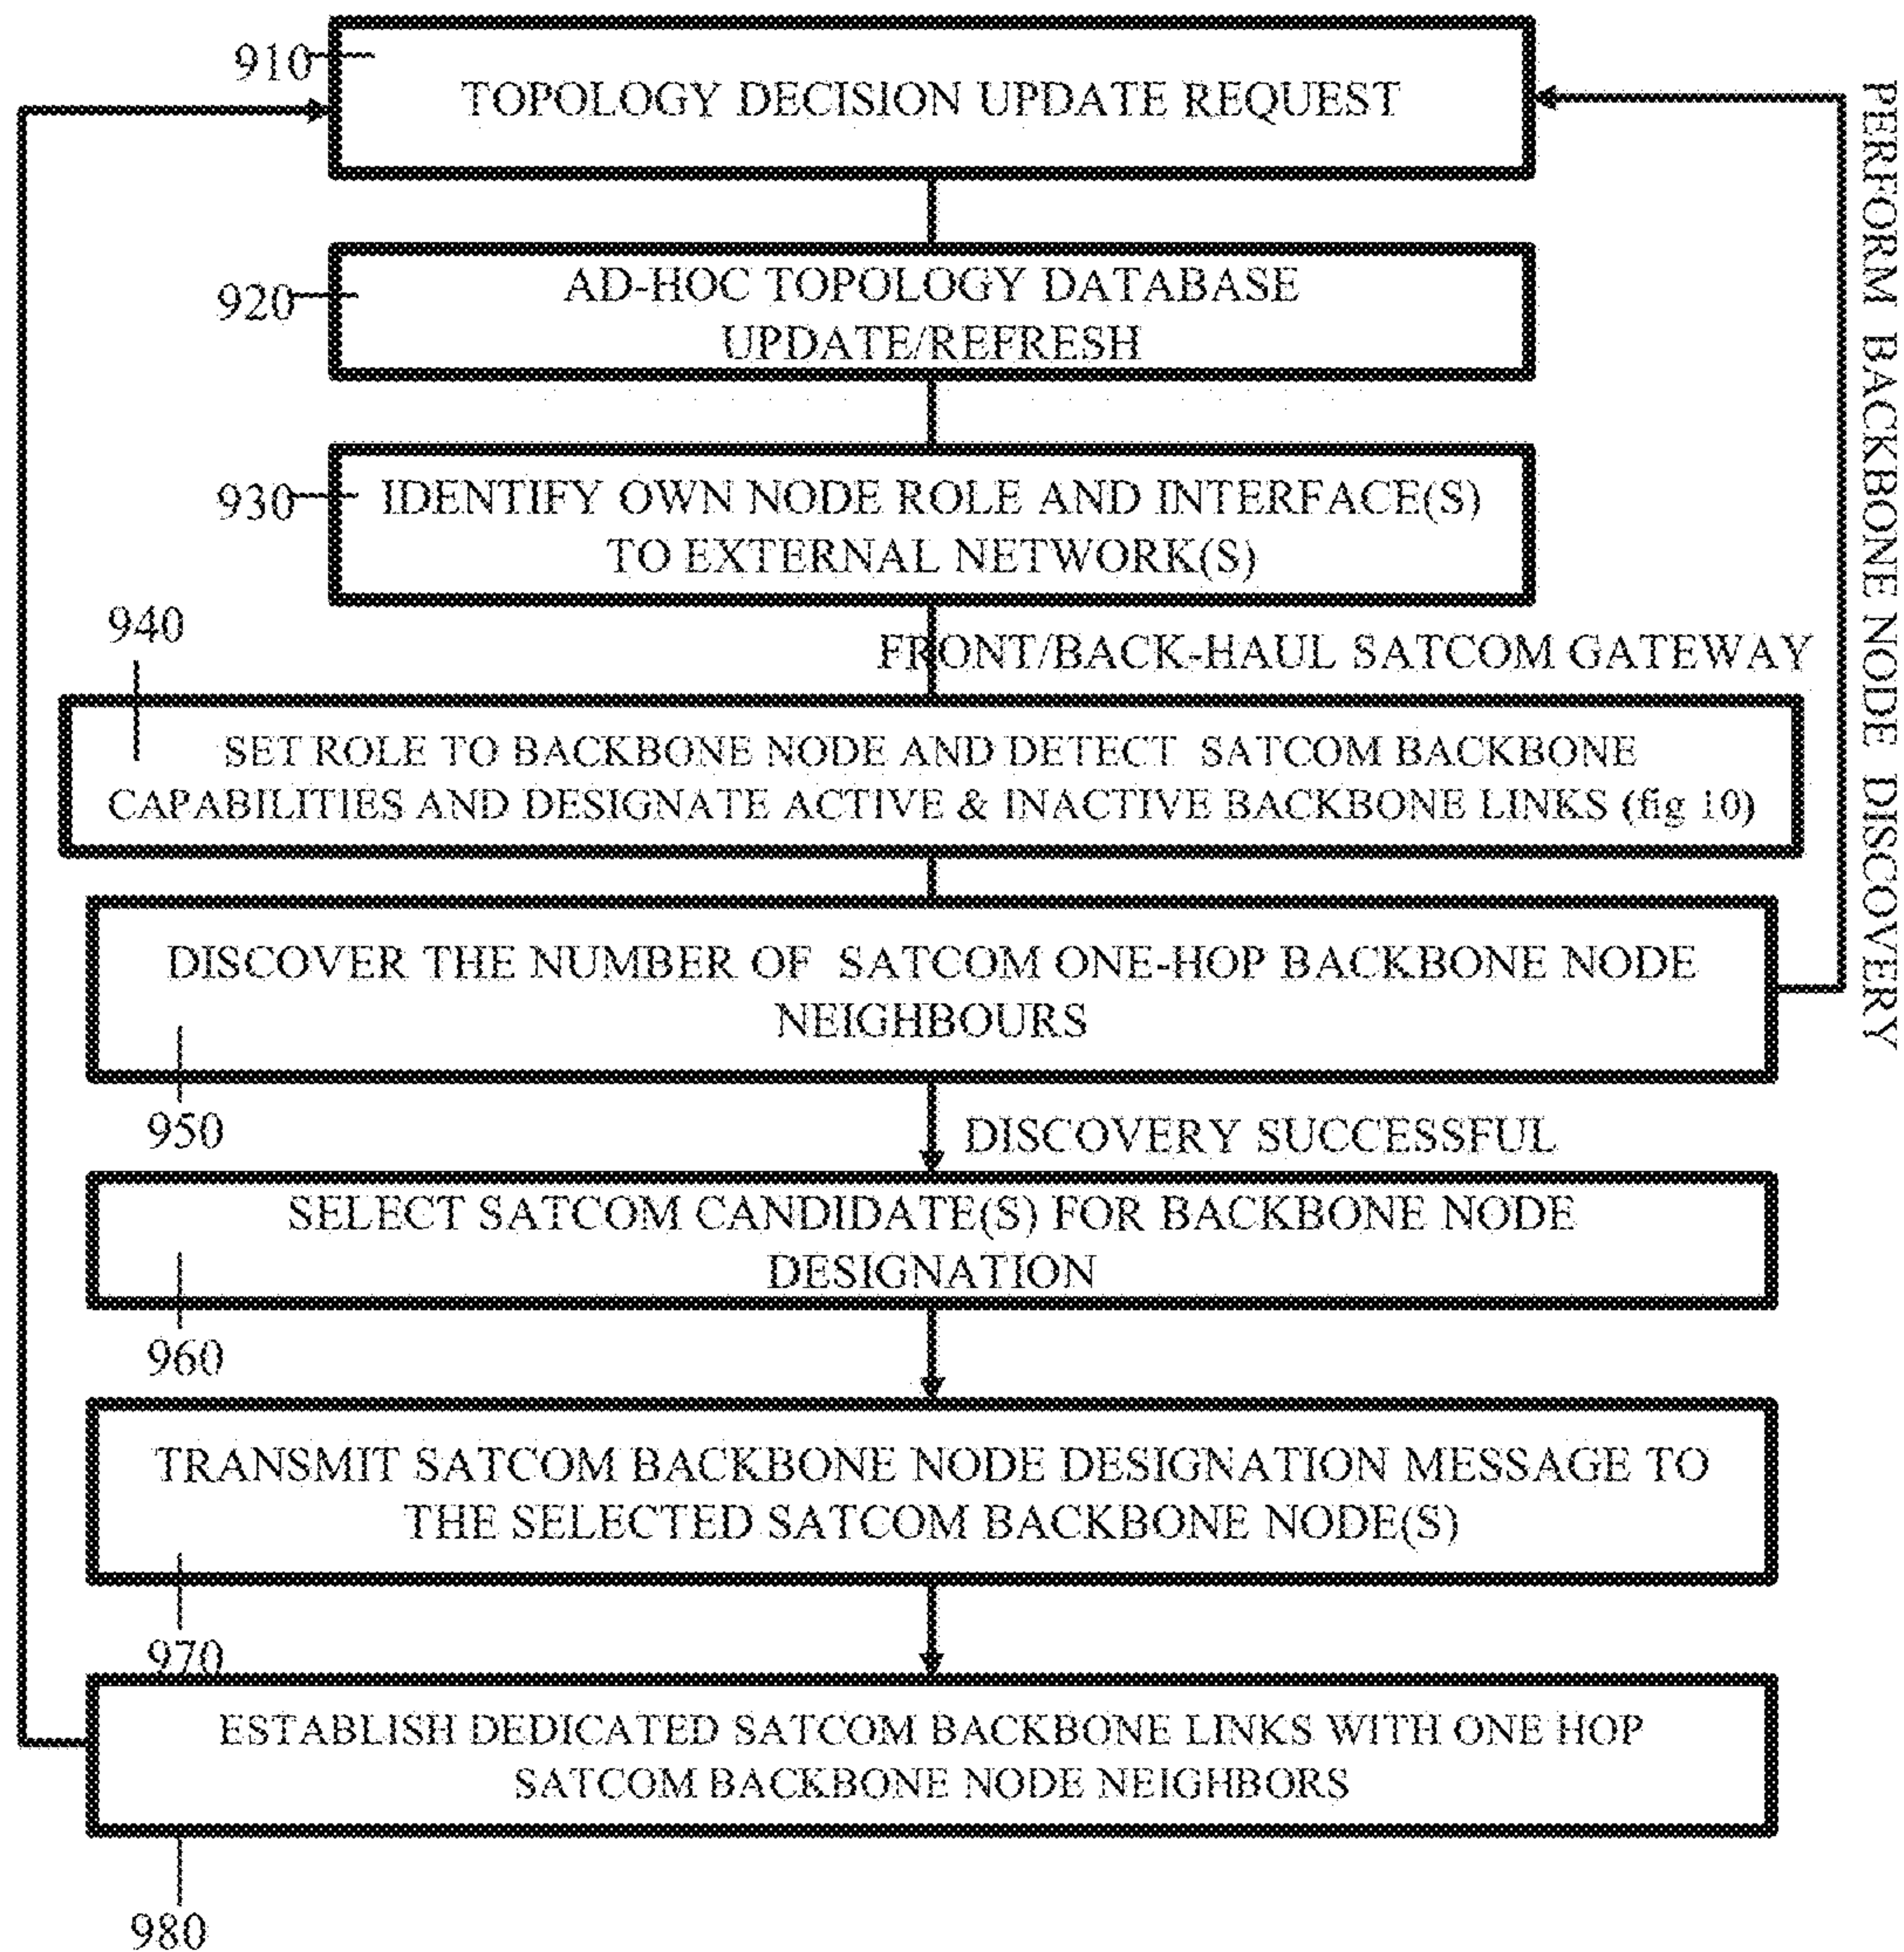 910
TOPOLOGY DECISION UPDATE REQUEST
920
AD-HOC TOPOLOGY DATABASE
UPDATE/REFRESH
930
IDENTIFY OWN NODE ROLE AND INTERFACE(S)
TO EXTERNAL NETWORK(S)
940
FRONT/BACK-HAUL SATCOM GATEWAY
SET ROLE TO BACKBONE NODE AND DETECT SATCOM BACKBONE
CAPABILITIES AND DESIGNATE ACTIVE & INACTIVE BACKBONE LINKS (fig 10)
DISCOVER THE NUMBER OF SATCOM ONE-HOP BACKBONE NODE
NEIGHBOURS
950
PERFORM BACKBONE NODE DISCOVERY
DISCOVERY SUCCESSFUL
SELECT SATCOM CANDIDATE(S) FOR BACKBONE NODE
DESIGNATION
960
TRANSMIT SATCOM BACKBONE NODE DESIGNATION MESSAGE TO
THE SELECTED SATCOM BACKBONE NODE(S)
970
ESTABLISH DEDICATED SATCOM BACKBONE LINKS WITH ONE HOP
SATCOM BACKBONE NODE NEIGHBORS
980